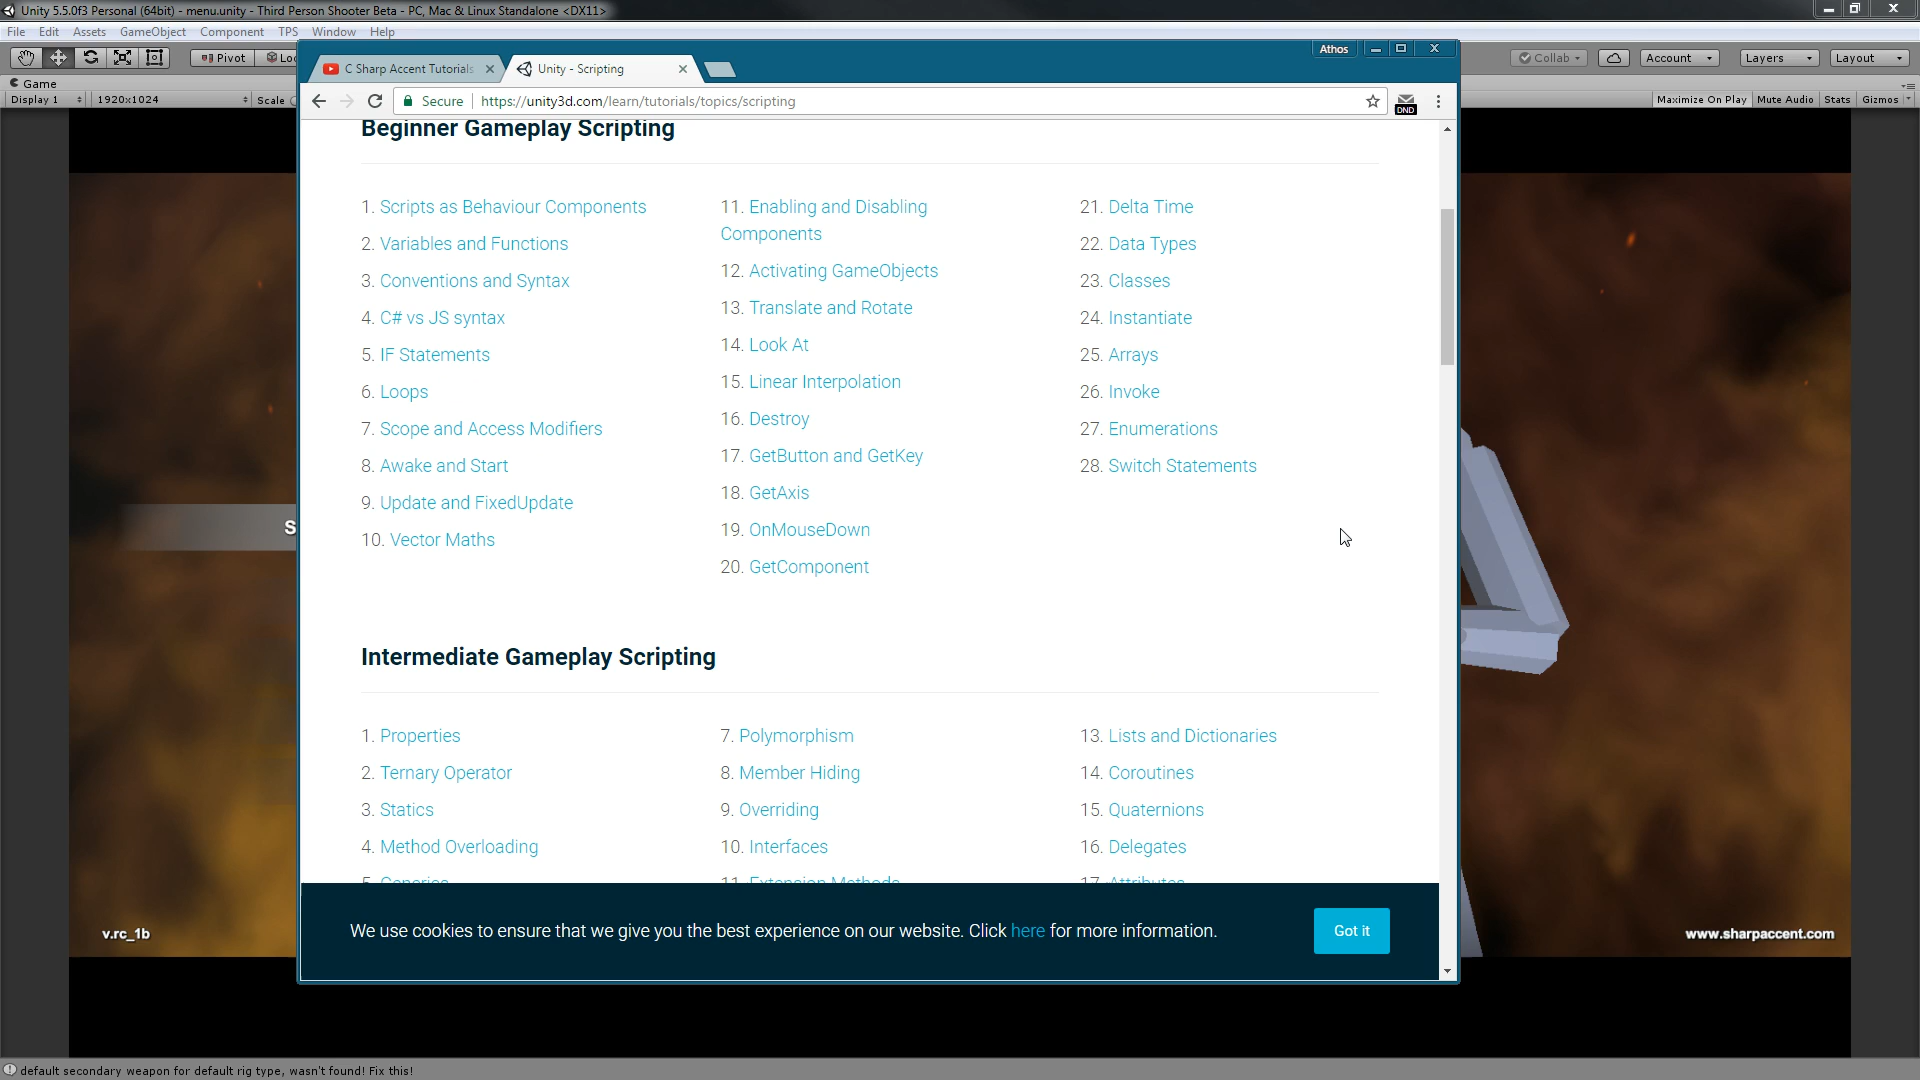 Unity 5.5.0f3 Personal (64bit) - menu.unity - Third Person Shooter Beta - PC, Mac & Linux Standalone <DX11>
File Edit Assets GameObject Component TPS Window Help
Pivot Loc
Collab Account Layers Layout
Game
Display 1 1920x1024 Scale
Maximize On Play Mute Audio Stats Gizmos
Athos
C Sharp Accent Tutorials
Unity - Scripting
Secure https://unity3d.com/learn/tutorials/topics/scripting
DND
Beginner Gameplay Scripting
1. Scripts as Behaviour Components
2. Variables and Functions
3. Conventions and Syntax
4. C# vs JS syntax
5. IF Statements
6. Loops
7. Scope and Access Modifiers
8. Awake and Start
9. Update and FixedUpdate
10. Vector Maths
11. Enabling and Disabling
Components
12. Activating GameObjects
13. Translate and Rotate
14. Look At
15. Linear Interpolation
16. Destroy
17. GetButton and GetKey
18. GetAxis
19. OnMouseDown
20. GetComponent
21. Delta Time
22. Data Types
23. Classes
24. Instantiate
25. Arrays
26. Invoke
27. Enumerations
28. Switch Statements
Intermediate Gameplay Scripting
1. Properties
2. Ternary Operator
3. Statics
4. Method Overloading
5. Generics
7. Polymorphism
8. Member Hiding
9. Overriding
10. Interfaces
11. Extension Methods
13. Lists and Dictionaries
14. Coroutines
15. Quaternions
16. Delegates
17. Attributes
We use cookies to ensure that we give you the best experience on our website. Click here for more information.
Got it
S
v.rc_1b
www.sharpaccent.com
default secondary weapon for default rig type, wasn't found! Fix this!